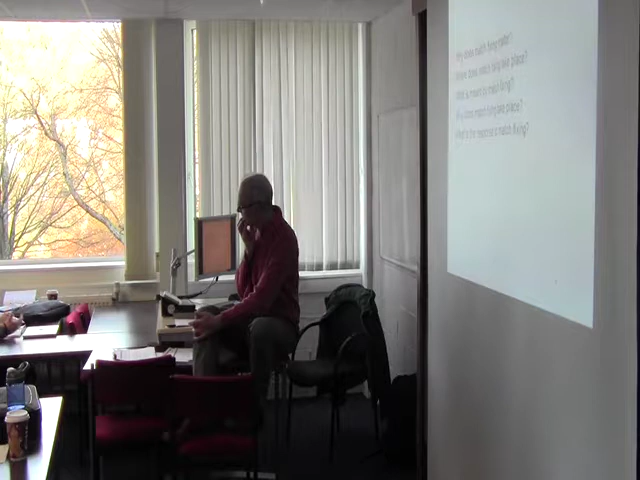 Why does match fixing matter?
Where does match fixing take place?
What is meant by match fixing?
Why does match fixing take place?
What is the response to match fixing?